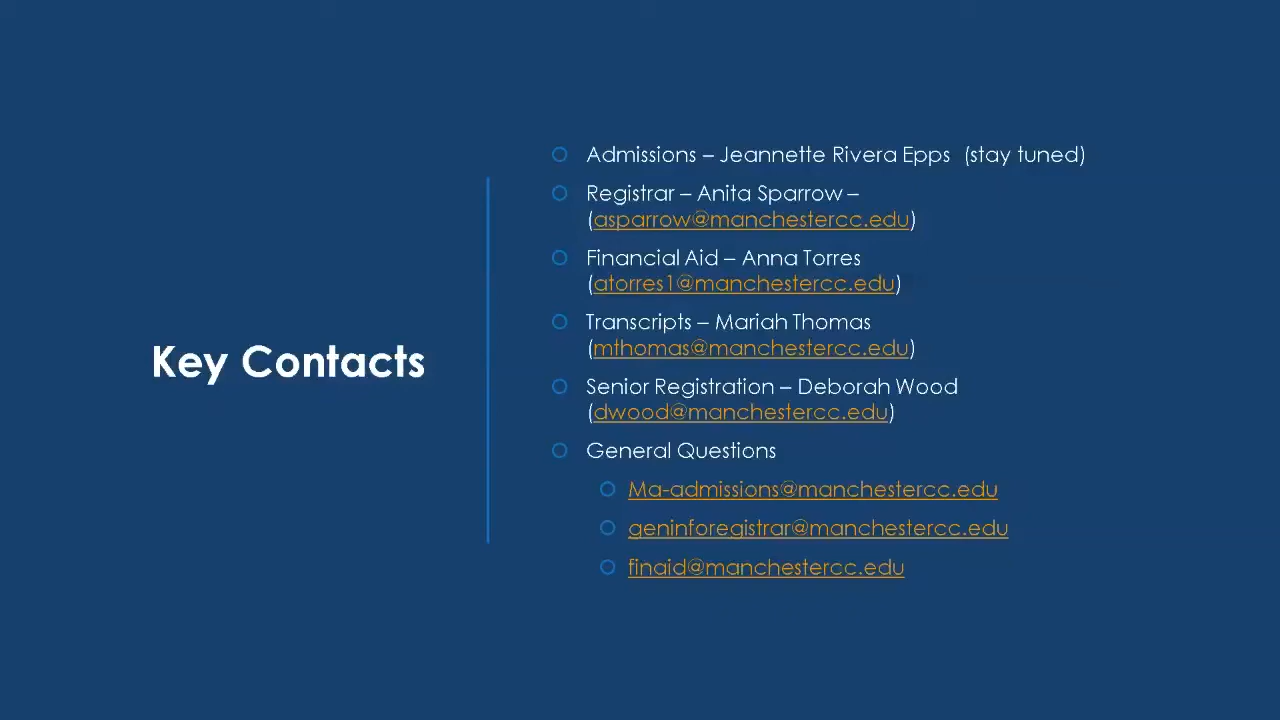 Key Contacts
Admissions – Jeannette Rivera Epps  (stay tuned)
Registrar – Anita Sparrow –
(asparrow@manchestercc.edu)
Financial Aid – Anna Torres
(atorres1@manchestercc.edu)
Transcripts – Mariah Thomas
(mthomas@manchestercc.edu)
Senior Registration – Deborah Wood
(dwood@manchestercc.edu)
General Questions
Ma-admissions@manchestercc.edu
geninforegistrar@manchestercc.edu
finaid@manchestercc.edu